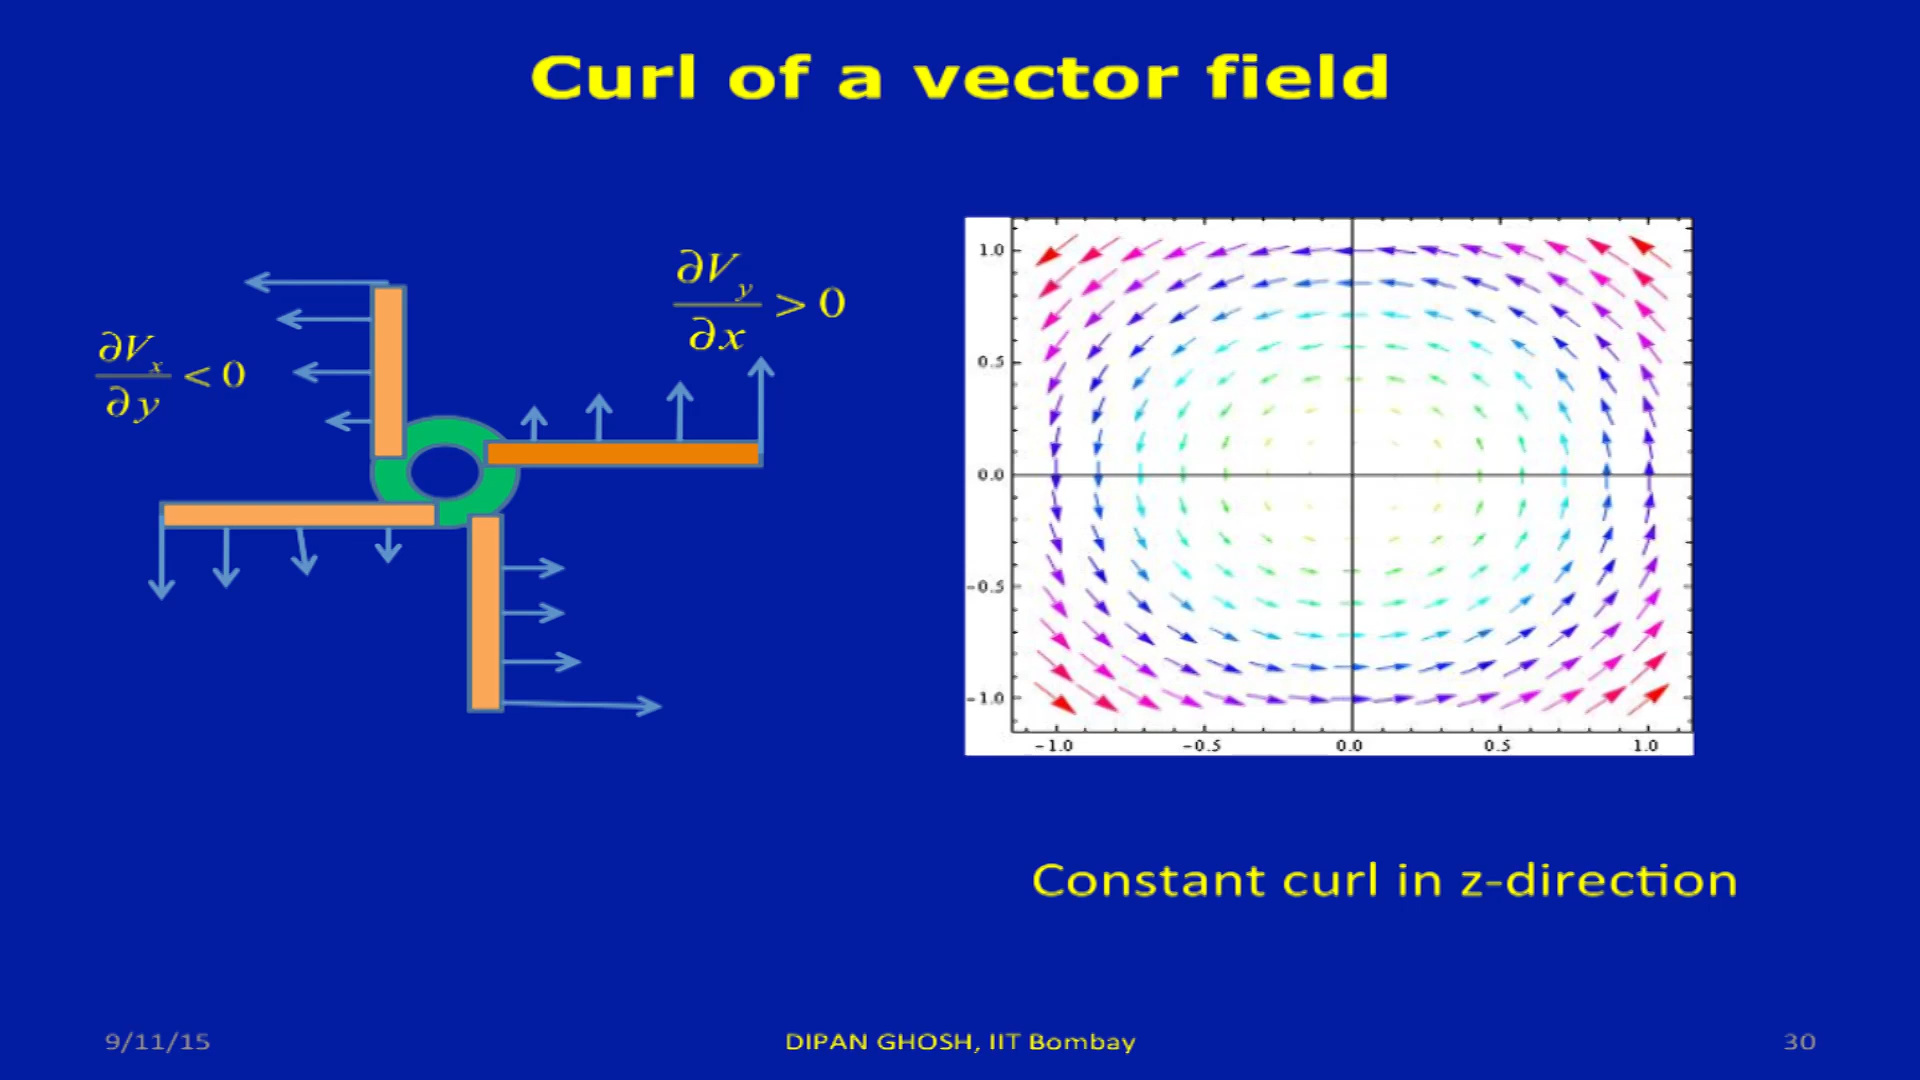 Curl of a vector field
∂Vₓ/∂y < 0
∂Vᵧ/∂x > 0
1.0
0.5
0.0
-0.5
-1.0
-1.0 -0.5 0.0 0.5 1.0
Constant curl in z-direction
9/11/15 DIPAN GHOSH, IIT Bombay 30